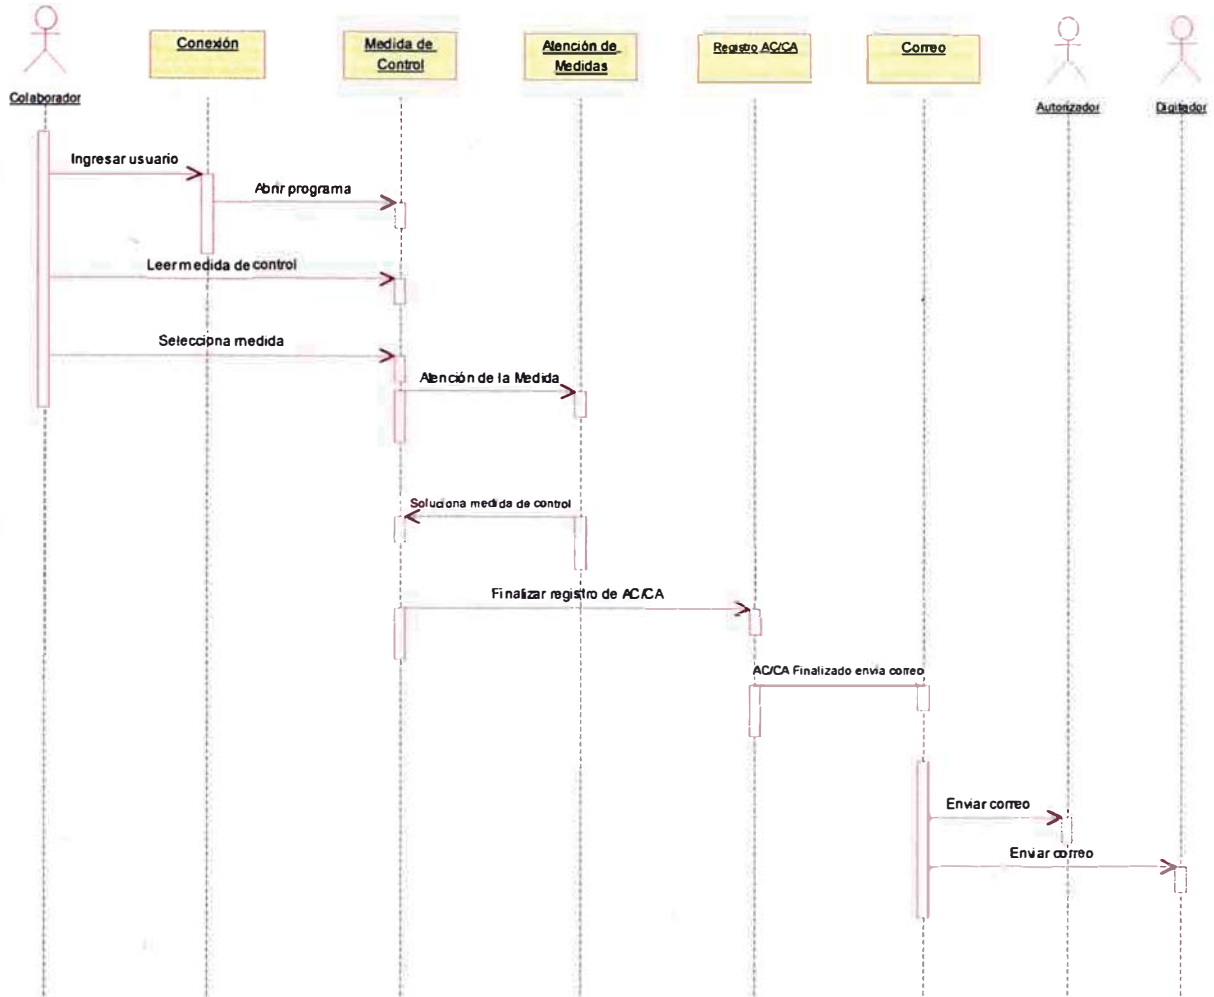 Conexión
Medida de
Control
Atención de
Medidas
Registro AC/CA
Correo
Colaborador
Autorizador
Digitador
Ingresar usuario
Abrir programa
Leer medida de control
Selecciona medida
Atención de la Medida
Soluciona medida de control
Finalizar registro de AC/CA
AC/CA Finalizado envia correo
Enviar correo
Enviar correo